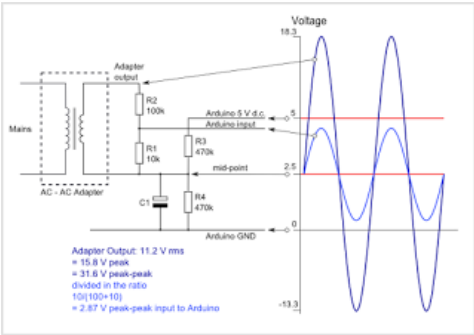 Voltage
18.3
Adapter
output
R2
100k
Arduino 5 V d.c.
5
Arduino input
Mains
R1
10k
R3
470k
mid-point
2.5
AC - AC Adapter
C1
R4
470k
0
Arduino GND
Adapter Output: 11.2 V rms
= 15.8 V peak
= 31.6 V peak-peak
divided in the ratio
10/(100+10)
= 2.87 V peak-peak input to Arduino
-13.3